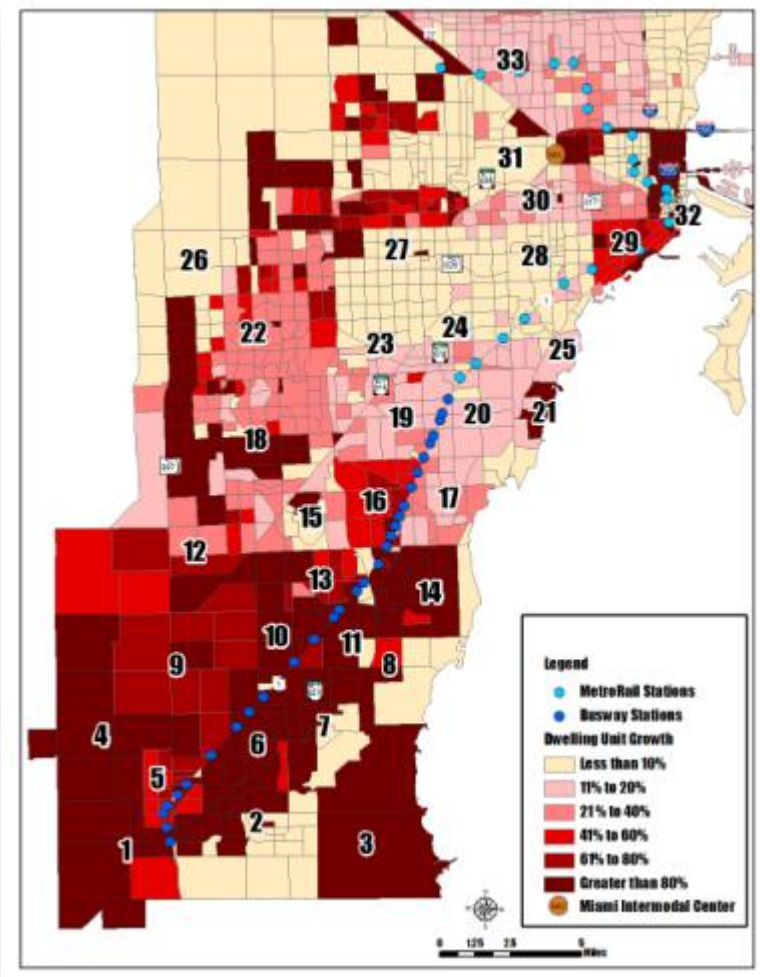 33
31
30
32
29
26
27
28
22
24
23
25
19
20
21
18
16
17
15
12
13
14
10
11
9
8
4
7
6
5
2
1
3
Legend
MetroRail Stations
Busway Stations
Dwelling Unit Growth
Less than 10%
11% to 20%
21% to 40%
41% to 60%
61% to 80%
Greater than 80%
Miami Intermodal Center
0 1.25 2.5 5
Miles